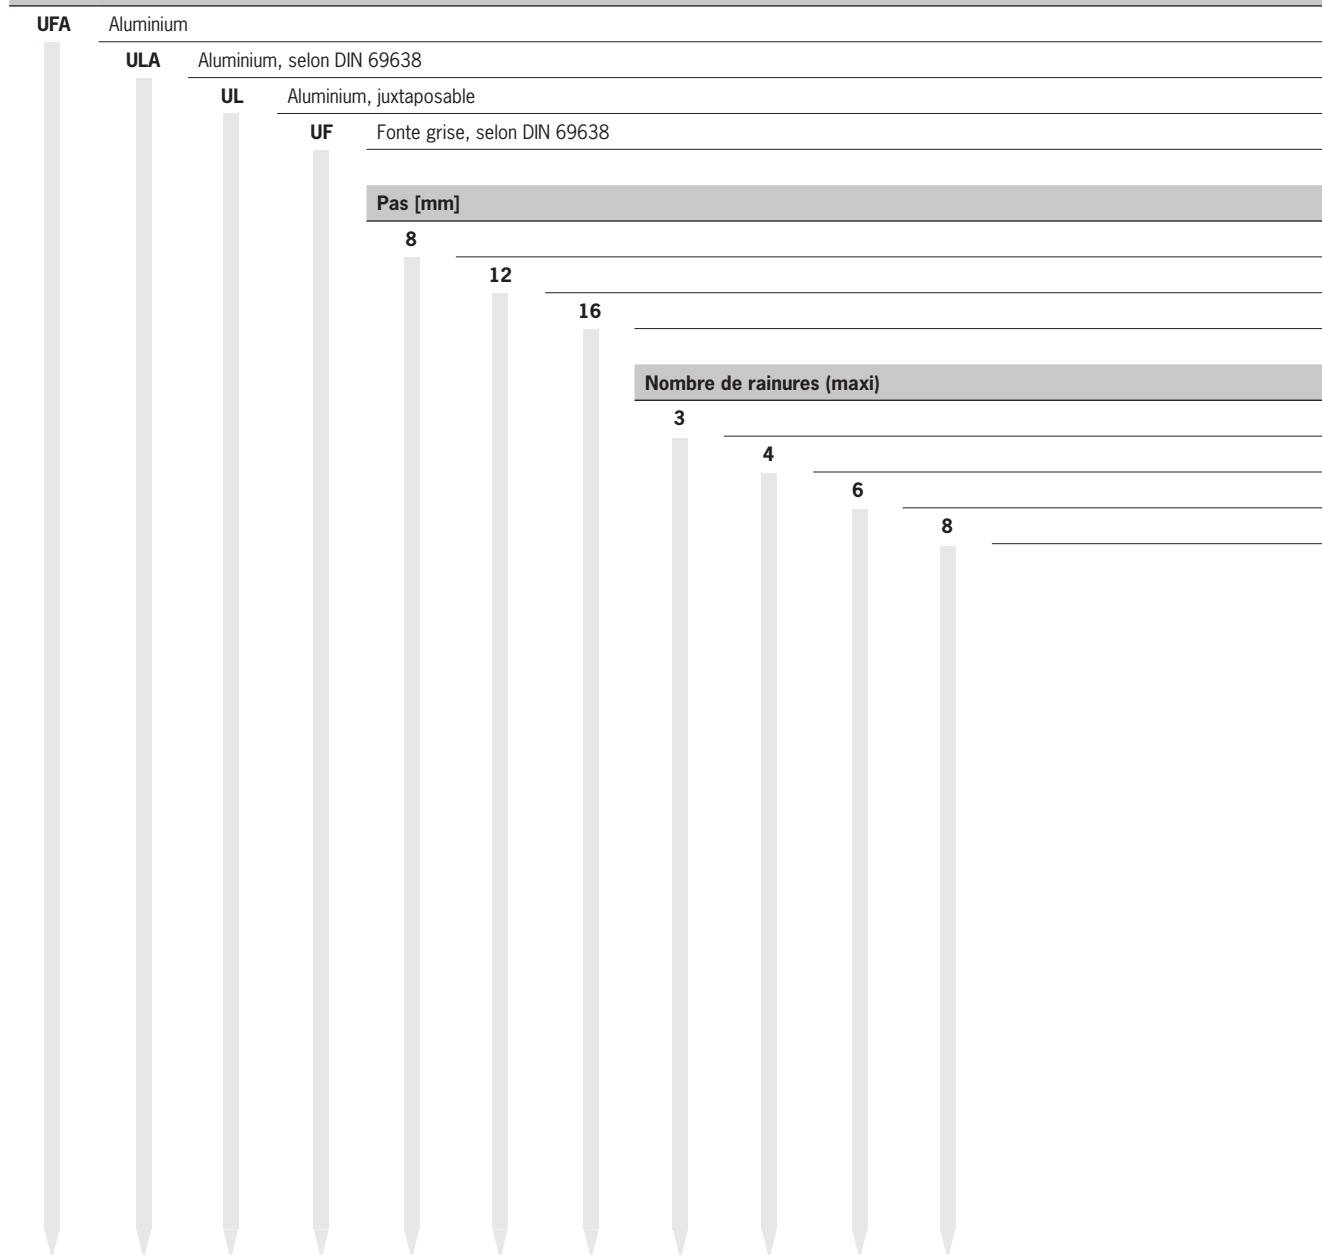 UFA Aluminium
ULA Aluminium, selon DIN 69638
UL Aluminium, juxtaposable
UF Fonte grise, selon DIN 69638
Pas [mm]
8
12
16
Nombre de rainures (maxi)
3
4
6
8